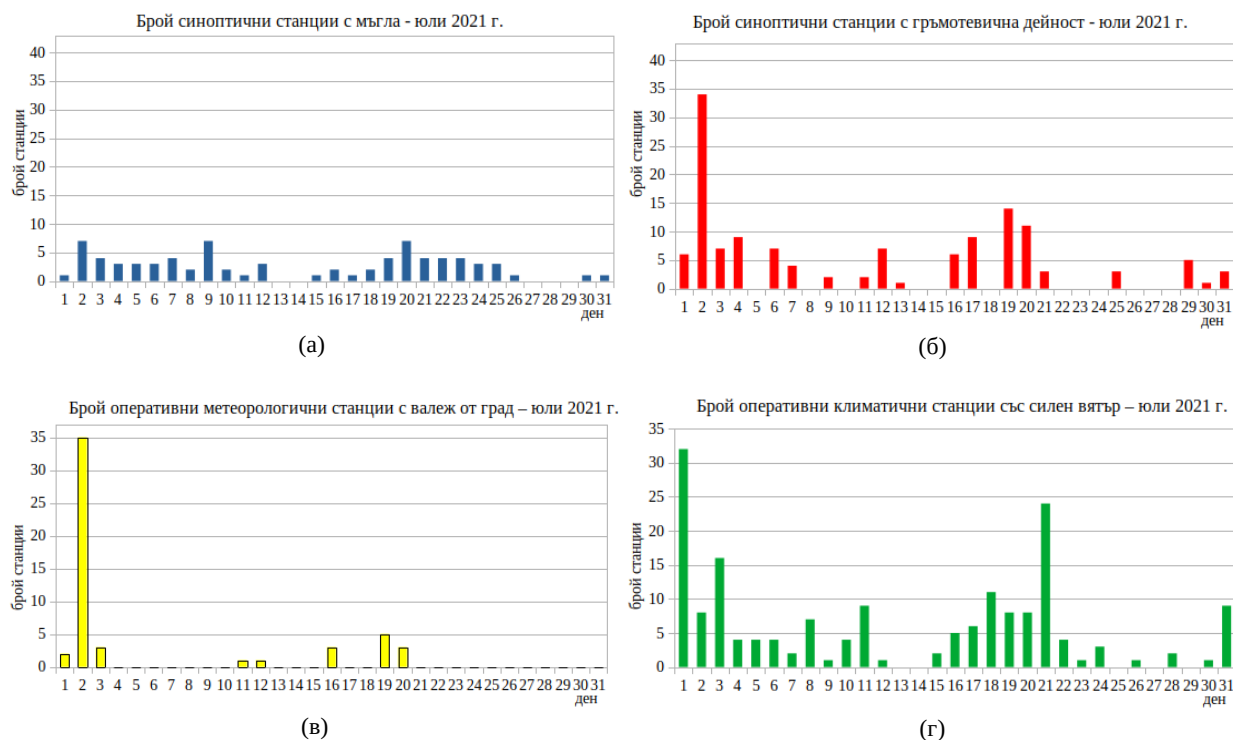 Брой синоптични станции с мъгла - юли 2021 г.
брой станции
40
35
30
25
20
15
10
5
0
1 2 3 4 5 6 7 8 9 10 11 12 13 14 15 16 17 18 19 20 21 22 23 24 25 26 27 28 29 30 31
ден
(а)
Брой синоптични станции с гръмотевична дейност - юли 2021 г.
брой станции
40
35
30
25
20
15
10
5
0
1 2 3 4 5 6 7 8 9 10 11 12 13 14 15 16 17 18 19 20 21 22 23 24 25 26 27 28 29 30 31
ден
(б)
Брой оперативни метеорологични станции с валеж от град – юли 2021 г.
брой станции
35
30
25
20
15
10
5
0
1 2 3 4 5 6 7 8 9 10 11 12 13 14 15 16 17 18 19 20 21 22 23 24 25 26 27 28 29 30 31
ден
(в)
Брой оперативни климатични станции със силен вятър – юли 2021 г.
брой станции
35
30
25
20
15
10
5
0
1 2 3 4 5 6 7 8 9 10 11 12 13 14 15 16 17 18 19 20 21 22 23 24 25 26 27 28 29 30 31
ден
(г)